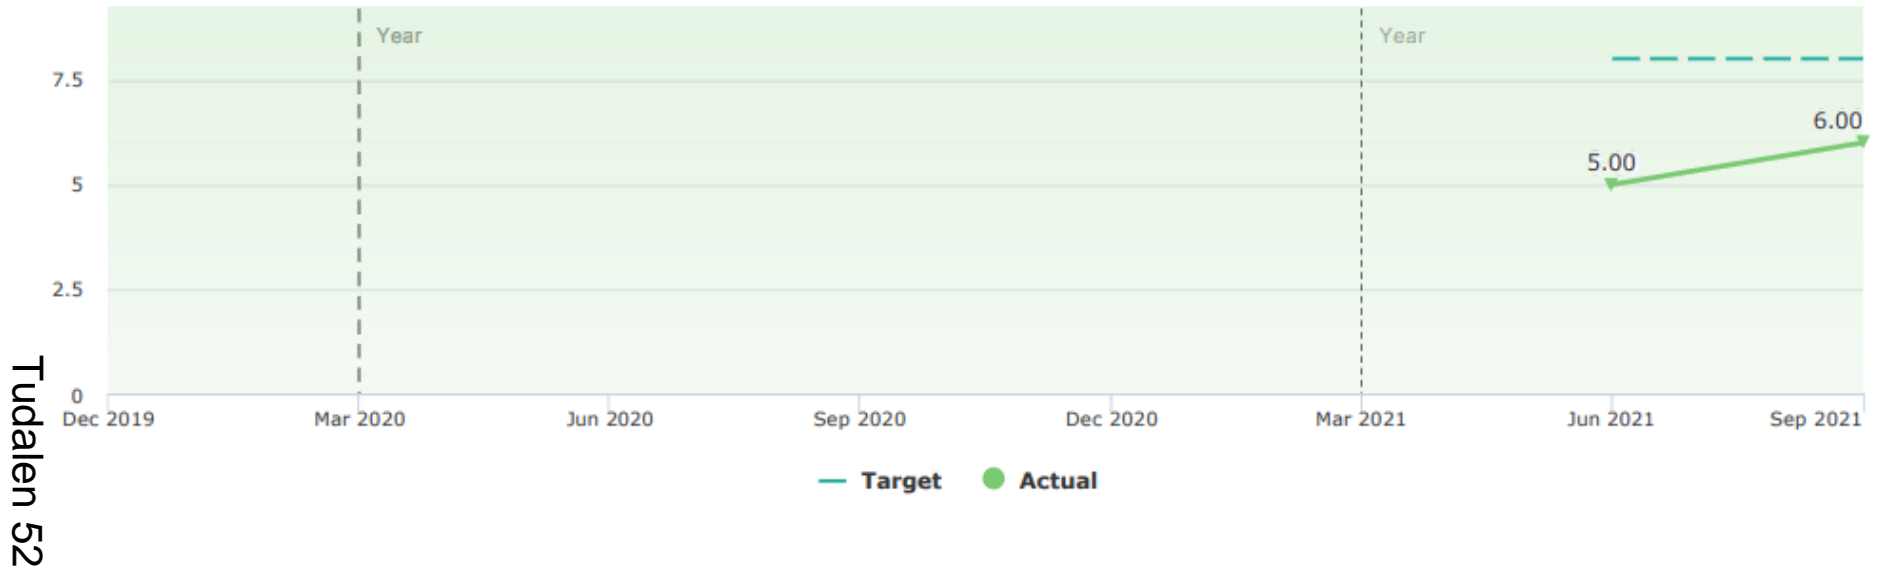 Year
Year
7.5
6.00
5.00
5
2.5
0
Dec 2019 Mar 2020 Jun 2020 Sep 2020 Dec 2020 Mar 2021 Jun 2021 Sep 2021
Target Actual
Tudalen 52